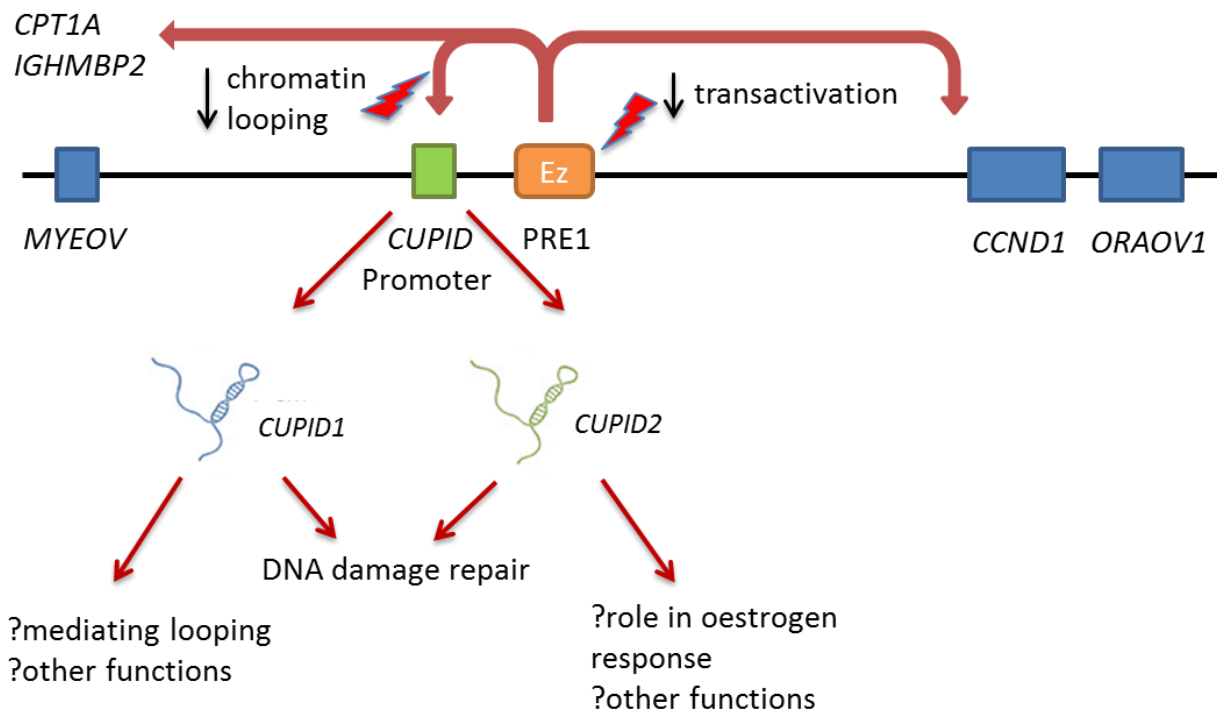 CPT1A
IGHMBP2
chromatin
looping
transactivation
Ez
MYEOV
CUPID
Promoter
PRE1
CCND1
ORAOV1
CUPID1
CUPID2
DNA damage repair
?mediating looping
?other functions
?role in oestrogen
response
?other functions